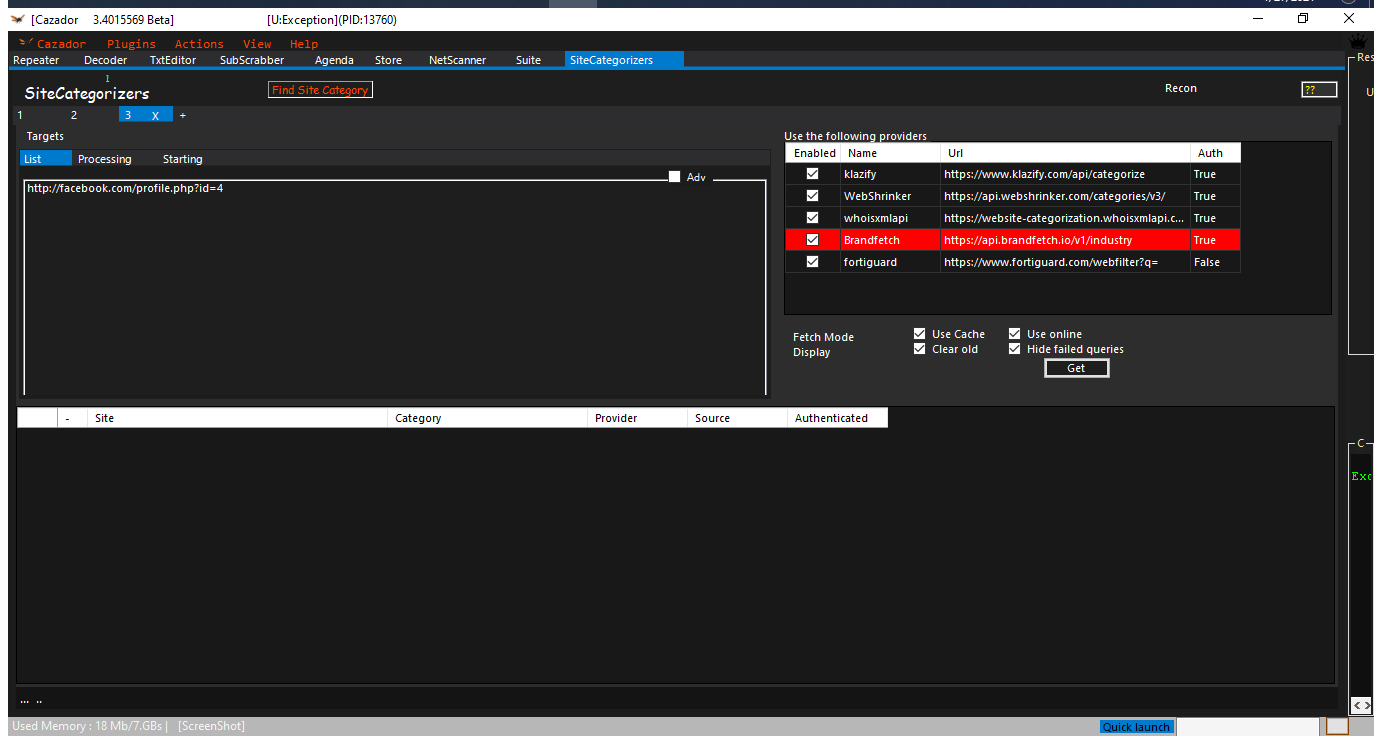 [Cazador 3.4015569 Beta] [U:Exception](PID:13760)
Cazador Plugins Actions View Help
Repeater Decoder TxtEditor SubScrabber Agenda Store NetScanner Suite SiteCategorizers
1
SiteCategorizers Find Site Category Recon ??
1 2 3 X +
Targets
List Processing Starting
Adv
http://facebook.com/profile.php?id=4
Use the following providers
Enabled Name Url Auth
klazify https://www.klazify.com/api/categorize True
WebShrinker https://api.webshrinker.com/categories/v3/ True
whoisxmlapi https://website-categorization.whoisxmlapi.c... True
Brandfetch https://api.brandfetch.io/v1/industry True
fortiguard https://www.fortiguard.com/webfilter?q= False
Fetch Mode Use Cache Use online
Display Clear old Hide failed queries
Get
- Site Category Provider Source Authenticated
... ..
Res
U
C
Exc
Used Memory : 18 Mb/7.GBs | [ScreenShot] Quick launch